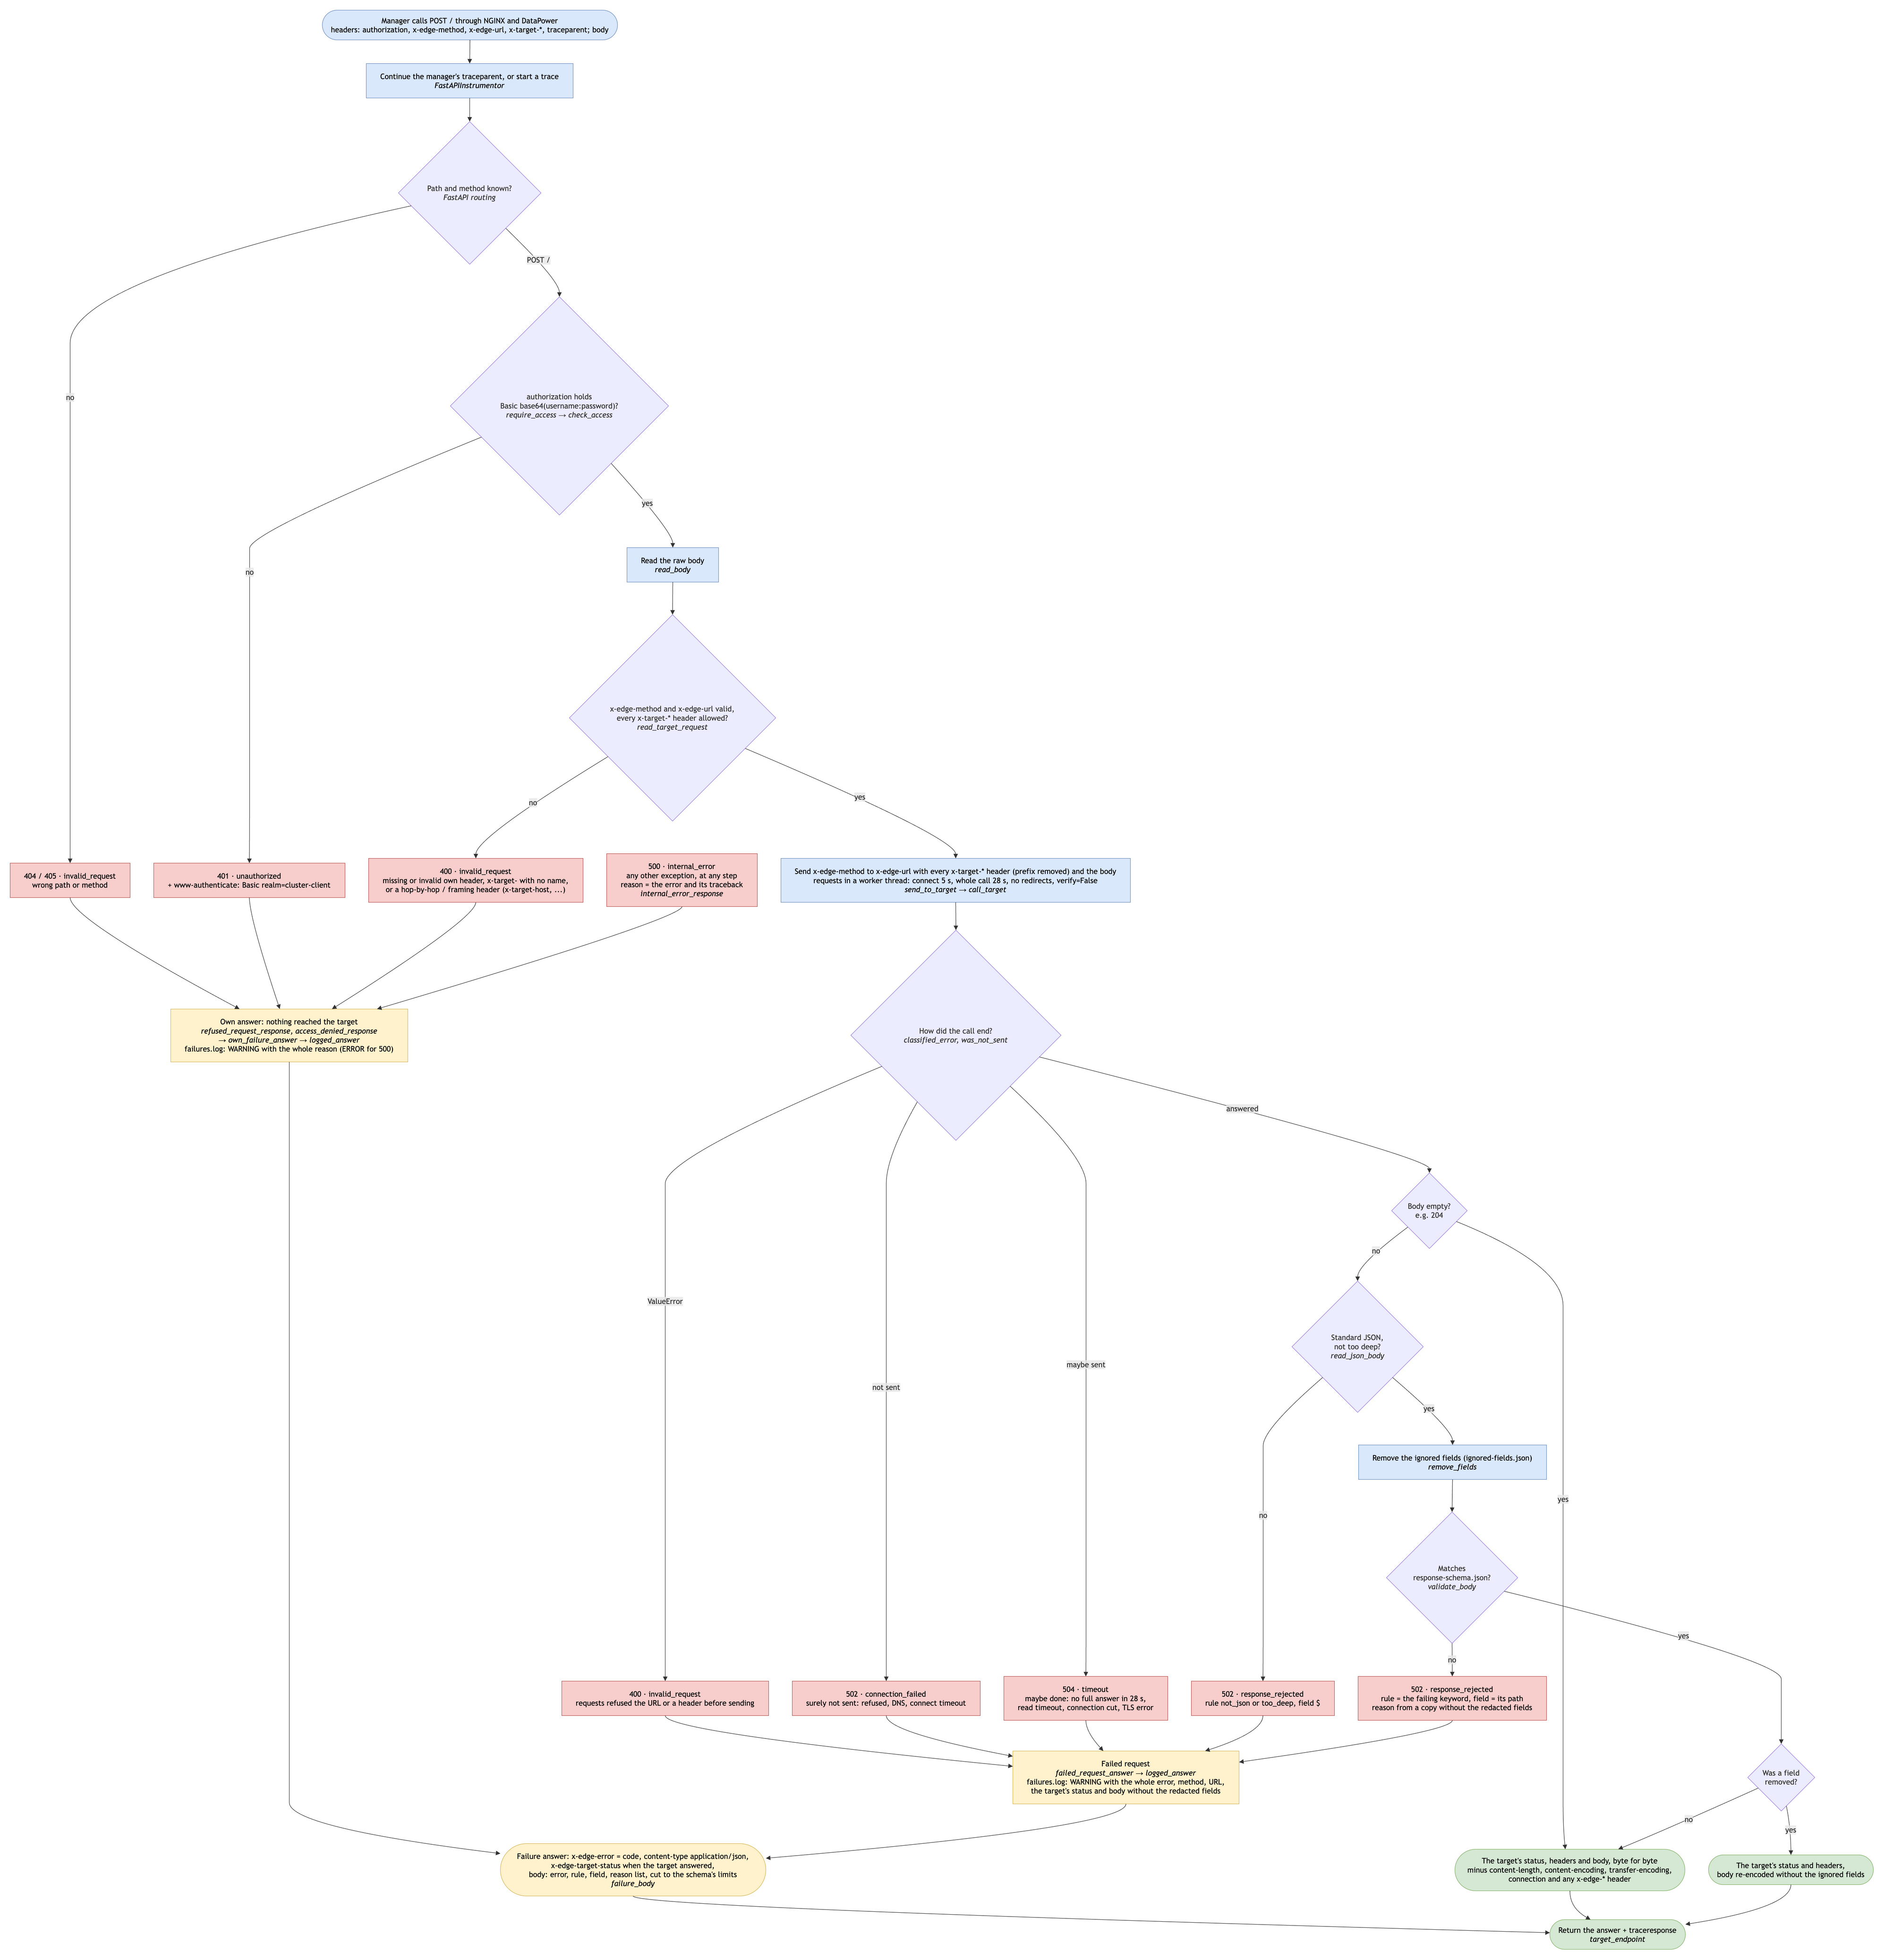 Manager calls POST / through NGINX and DataPower
headers: authorization, x-edge-method, x-edge-url, x-target-*, traceparent; body
Continue the manager's traceparent, or start a trace
FastAPIInstrumentor
Path and method known?
FastAPI routing
POST /
no
authorization holds
Basic base64(username:password)?
require_access → check_access
yes
no
Read the raw body
read_body
x-edge-method and x-edge-url valid,
every x-target-* header allowed?
read_target_request
no
yes
404 / 405 · invalid_request
wrong path or method
401 · unauthorized
+ www-authenticate: Basic realm=cluster-client
400 · invalid_request
missing or invalid own header, x-target- with no name,
or a hop-by-hop / framing header (x-target-host, ...)
500 · internal_error
any other exception, at any step
reason = the error and its traceback
internal_error_response
Send x-edge-method to x-edge-url with every x-target-* header (prefix removed) and the body
requests in a worker thread: connect 5 s, whole call 28 s, no redirects, verify=False
send_to_target → call_target
Own answer: nothing reached the target
refused_request_response, access_denied_response
→ own_failure_answer → logged_answer
failures.log: WARNING with the whole reason (ERROR for 500)
How did the call end?
classified_error, was_not_sent
answered
Body empty?
e.g. 204
no
ValueError
Standard JSON,
not too deep?
read_json_body
maybe sent
not sent
yes
Remove the ignored fields (ignored-fields.json)
remove_fields
yes
no
Matches
response-schema.json?
validate_body
yes
no
400 · invalid_request
requests refused the URL or a header before sending
502 · connection_failed
surely not sent: refused, DNS, connect timeout
504 · timeout
maybe done: no full answer in 28 s,
read timeout, connection cut, TLS error
502 · response_rejected
rule not_json or too_deep, field $
502 · response_rejected
rule = the failing keyword, field = its path
reason from a copy without the redacted fields
Failed request
failed_request_answer → logged_answer
failures.log: WARNING with the whole error, method, URL,
the target's status and body without the redacted fields
Was a field
removed?
no
yes
Failure answer: x-edge-error = code, content-type application/json,
x-edge-target-status when the target answered,
body: error, rule, field, reason list, cut to the schema's limits
failure_body
The target's status, headers and body, byte for byte
minus content-length, content-encoding, transfer-encoding,
connection and any x-edge-* header
The target's status and headers,
body re-encoded without the ignored fields
Return the answer + traceresponse
target_endpoint